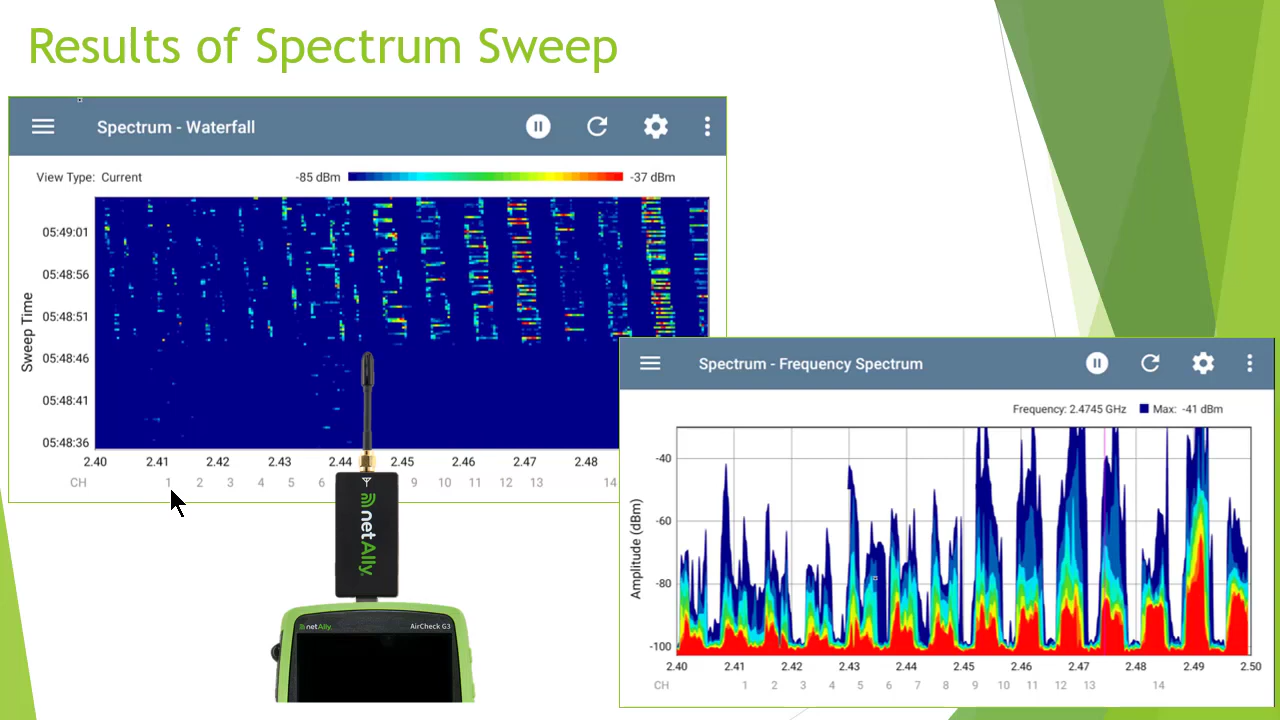 Results of Spectrum Sweep
Spectrum - Waterfall
View Type: Current
-85 dBm
-37 dBm
Sweep Time
05:49:01
05:48:56
05:48:51
05:48:46
05:48:41
05:48:36
2.40 2.41 2.42 2.43 2.44 2.45 2.46 2.47 2.48
CH 1 2 3 4 5 6 9 10 11 12 13 14
netAlly
netAlly
AirCheck G3
Spectrum - Frequency Spectrum
Frequency: 2.4745 GHz Max: -41 dBm
Amplitude (dBm)
-40
-60
-80
-100
2.40 2.41 2.42 2.43 2.44 2.45 2.46 2.47 2.48 2.49 2.50
CH 1 2 3 4 5 6 7 8 9 10 11 12 13 14